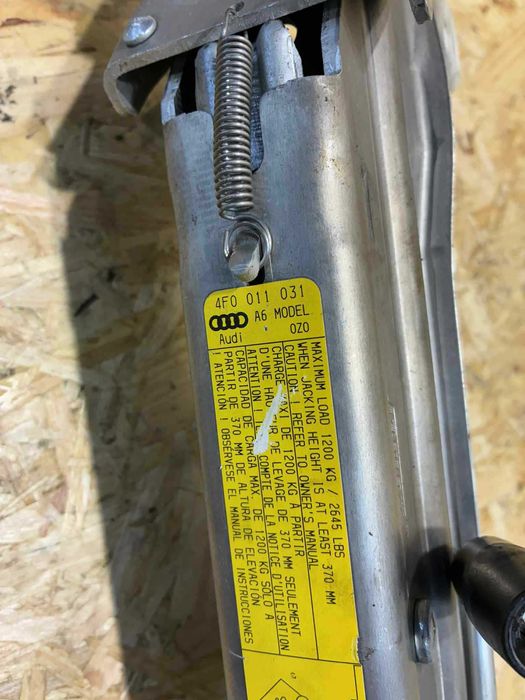 4F0 011 031
A6 MODEL
Audi 0Z0
MAXIMUM LOAD 1200 KG / 2645 LBS
WHEN JACKING HEIGHT IS AT LEAST 370 MM
CAUTION ! REFER TO OWNER'S MANUAL
CHARGE MAXI DE 1200 KG A PARTIR
D'UNE HAUTEUR DE LEVAGE DE 370 MM SEULEMENT
ATTENTION ! COMPTE DE LA NOTICE D'UTILISATION
CAPACIDAD DE CARGA MAX. DE 1200 KG SOLO A
PARTIR DE 370 MM DE ALTURA DE ELEVACIÓN
! ATENCION ! OBSERVESE EL MANUAL DE INSTRUCCIONES